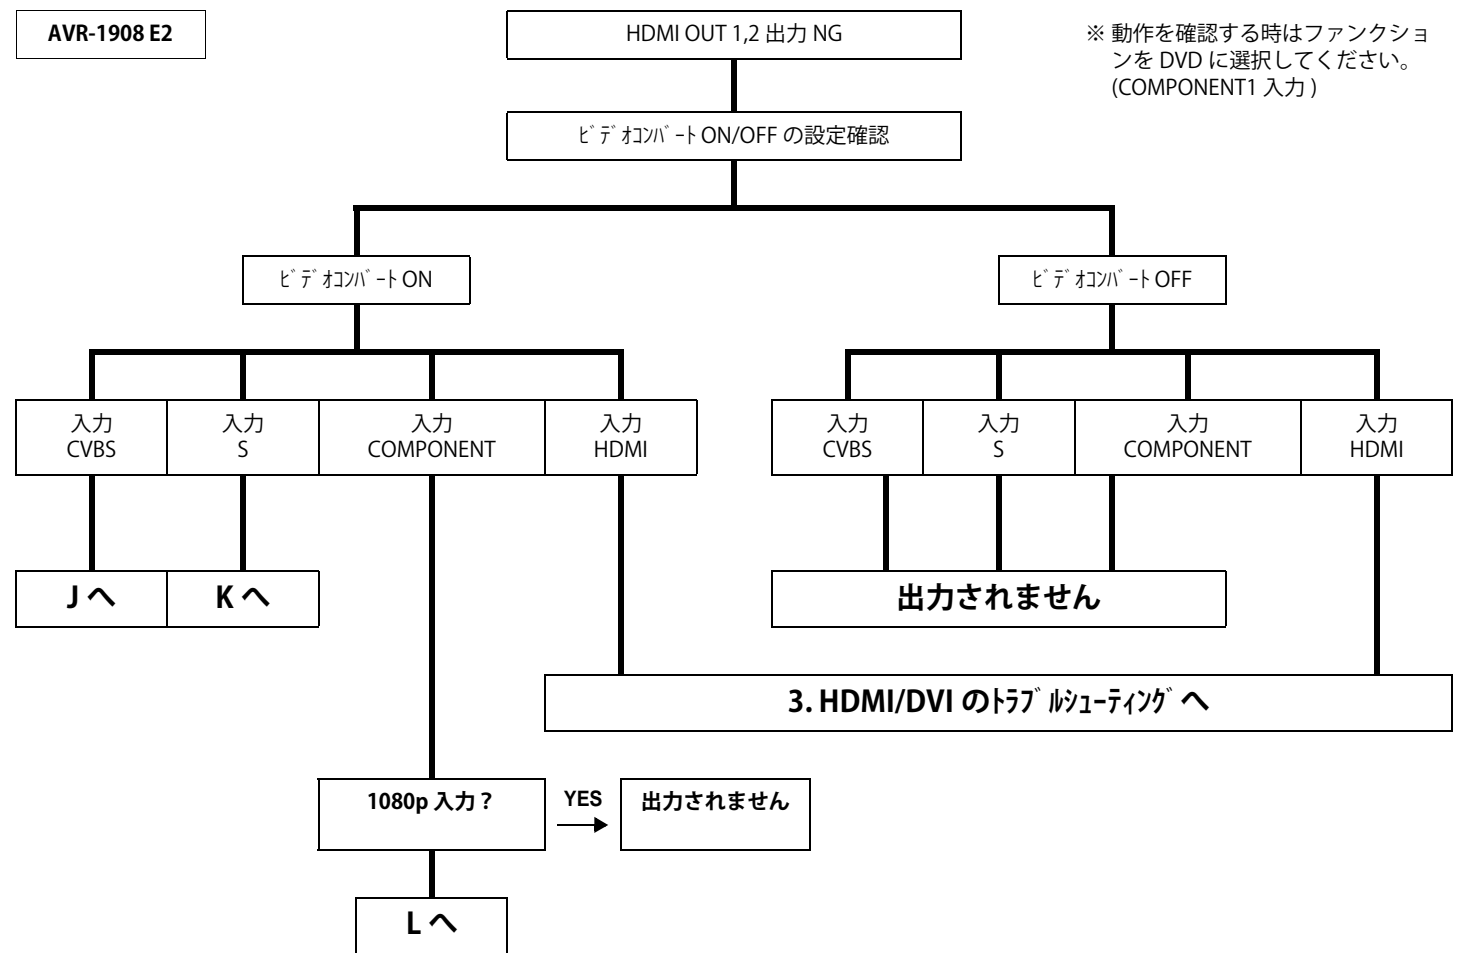 AVR-1908 E2
HDMI OUT 1,2 出力 NG
※ 動作を確認する時はファンクショ
ンを DVD に選択してください。
(COMPONENT1 入力 )
ﾋﾞﾃﾞｵｺﾝﾊﾞｰﾄ ON/OFF の設定確認
ﾋﾞﾃﾞｵｺﾝﾊﾞｰﾄ ON
ﾋﾞﾃﾞｵｺﾝﾊﾞｰﾄ OFF
入力
CVBS
入力
S
入力
COMPONENT
入力
HDMI
入力
CVBS
入力
S
入力
COMPONENT
入力
HDMI
J へ
K へ
出力されません
3. HDMI/DVI のﾄﾗﾌﾞﾙｼｭｰﾃｨﾝｸﾞへ
1080p 入力？
YES
出力されません
L へ